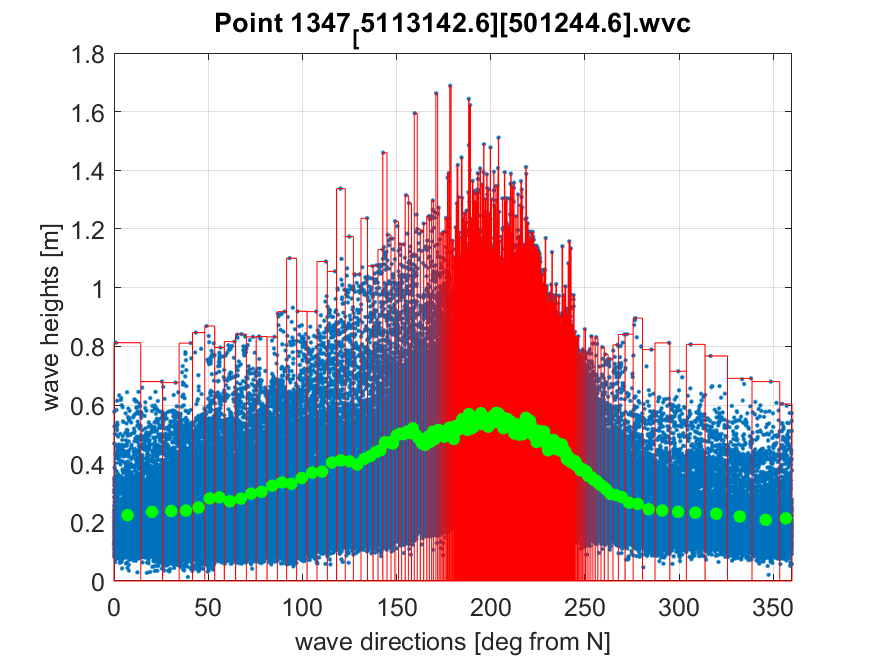 Point 1347[5113142.6][501244.6].wvc
1.8
1.6
1.4
1.2
1
0.8
0.6
0.4
0.2
0
wave heights [m]
0 50 100 150 200 250 300 350
wave directions [deg from N]